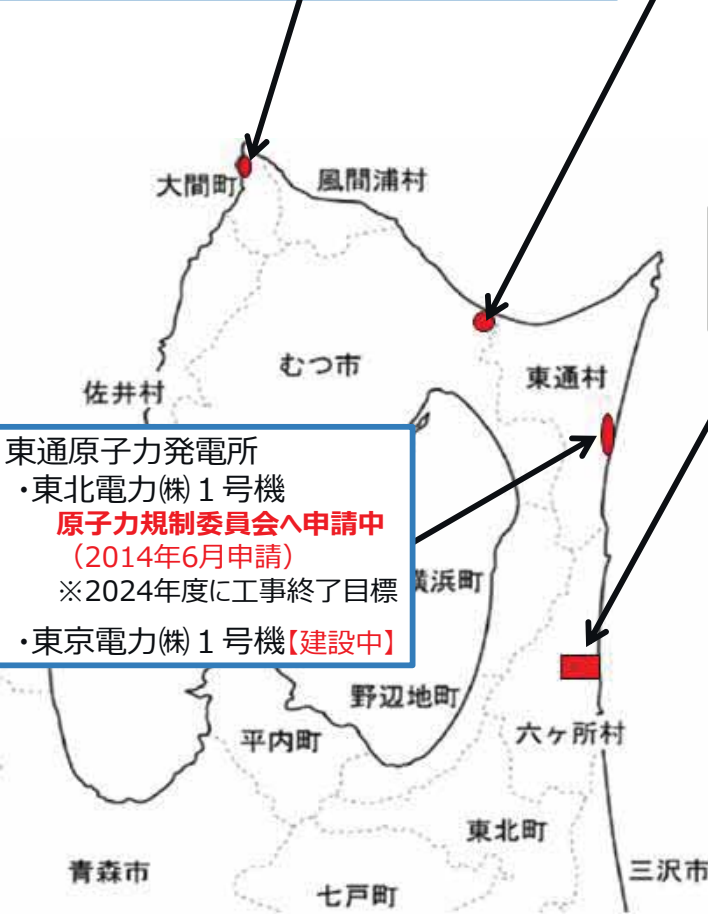 大間町
風間浦村
むつ市
東通村
佐井村
東通原子力発電所
・東北電力㈱１号機
原子力規制委員会へ申請中
（2014年6月申請）
※2024年度に工事終了目標
・東京電力㈱１号機【建設中】
横浜町
野辺地町
六ヶ所村
平内町
東北町
青森市
三沢市
七戸町